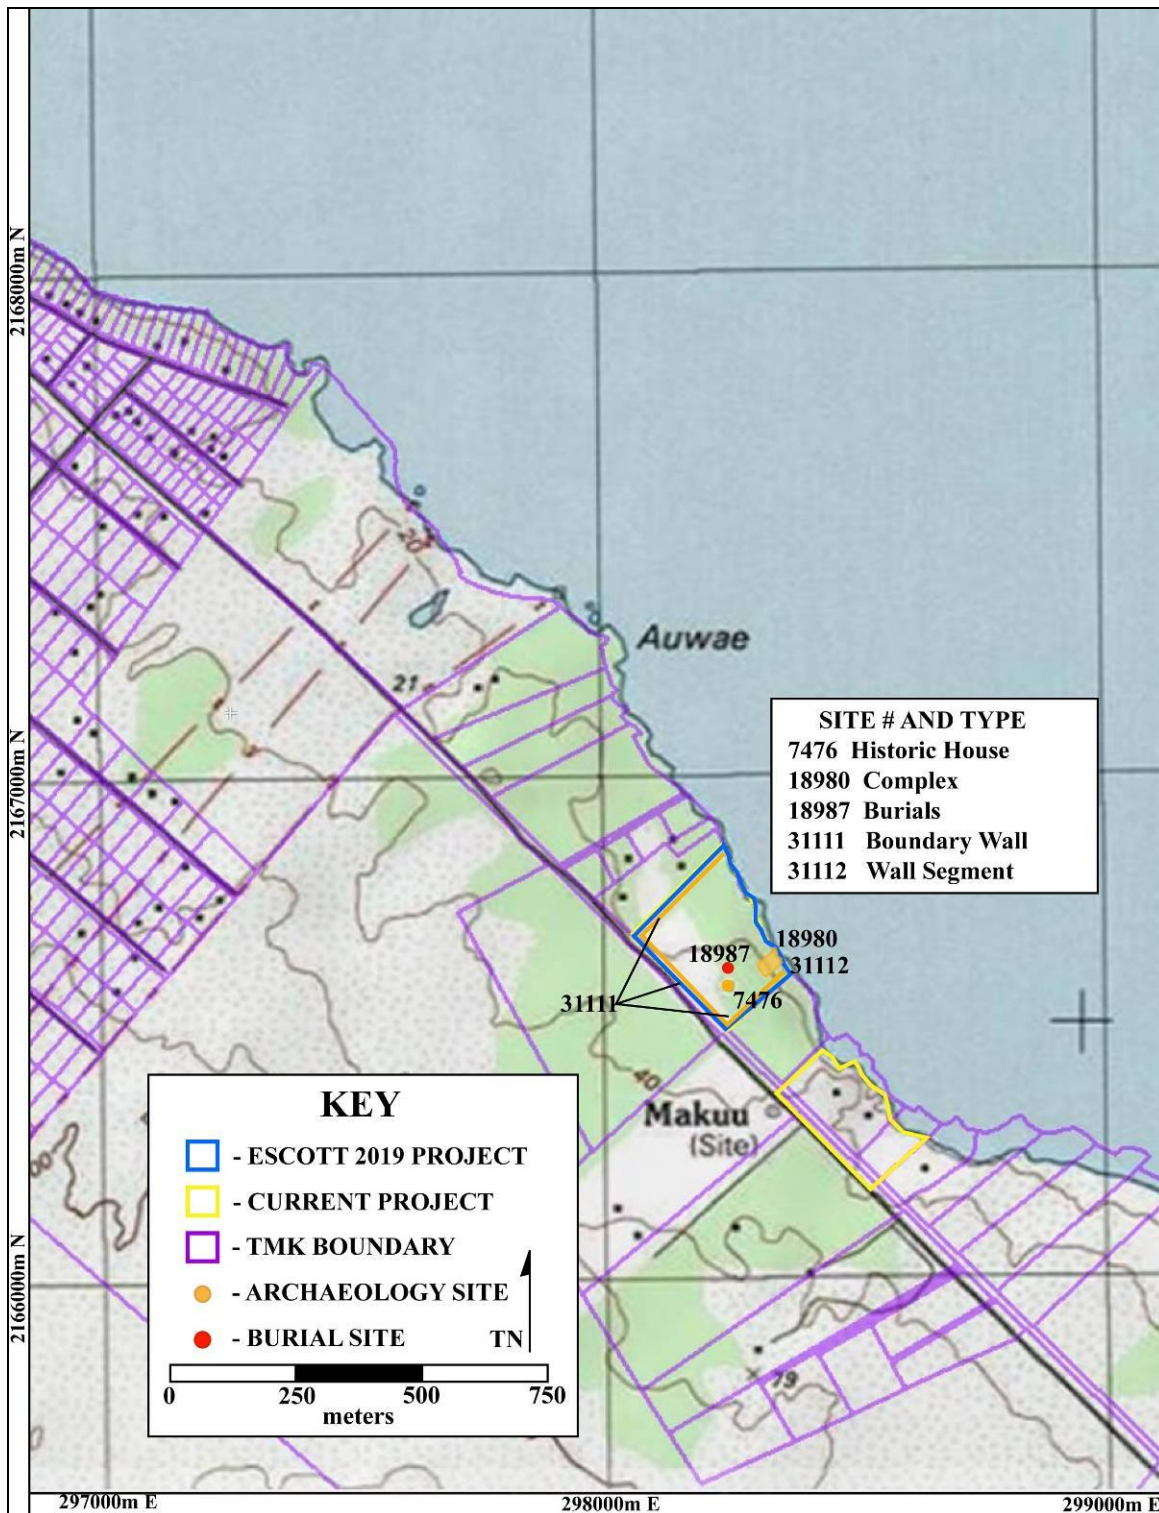 2168000m N
20
Auwae
21
SITE # AND TYPE
7476 Historic House
18980 Complex
18987 Burials
31111 Boundary Wall
31112 Wall Segment
2167000m N
18980
18987
31112
31111
7476
40
Makuu
(Site)
KEY
- ESCOTT 2019 PROJECT
- CURRENT PROJECT
- TMK BOUNDARY
- ARCHAEOLOGY SITE
- BURIAL SITE
TN
0 250 500 750
meters
2166000m N
79
297000m E 298000m E 299000m E